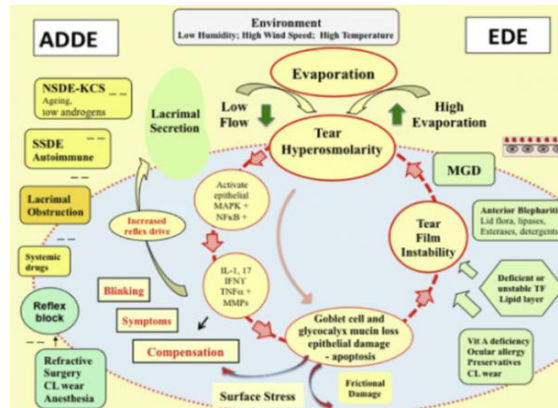 ADDE
Environment
Low Humidity; High Wind Speed; High Temperature
EDE
Evaporation
NSDE-KCS
Ageing,
low androgens
Lacrimal
Secretion
Low
Flow
High
Evaporation
Tear
Hyperosmolarity
SSDE
Autoimmune
MGD
Lacrimal
Obstruction
Activate
epithelial
MAPK +
NFκB +
Increased
reflex drive
Tear
Film
Instability
Anterior Blepharitis
Lid flora, lipases,
Esterases, detergents
Systemic
drugs
IL-1, 17
IFNY
TNFα +
MMPs
Blinking
Symptoms
Compensation
Reflex
block
Deficient or
unstable TF
Lipid layer
Goblet cell and
glycocalyx mucin loss
epithelial damage
- apoptosis
Refractive
Surgery
CL wear
Anesthesia
Vit A deficiency
Ocular allergy
Preservatives
CL wear
Surface Stress
Frictional
Damage